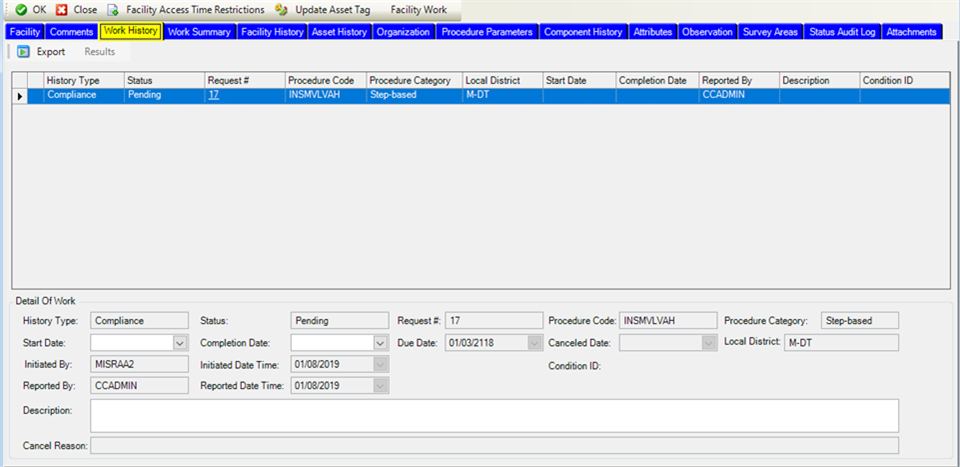 OK Close Facility Access Time Restrictions Update Asset Tag Facility Work
Facility Comments Work History Work Summary Facility History Asset History Organization Procedure Parameters Component History Attributes Observation Survey Areas Status Audit Log Attachments
Export Results
History Type Status Request # Procedure Code Procedure Category Local District Start Date Completion Date Reported By Description Condition ID
Compliance Pending 17 INSMVLVAH Step-based M-DT CCADMIN
Detail Of Work
History Type: Compliance Status: Pending Request #: 17 Procedure Code: INSMVLVAH Procedure Category: Step-based
Start Date: Completion Date: Due Date: 01/03/2118 Canceled Date: Local District: M-DT
Initiated By: MISRAA2 Initiated Date Time: 01/08/2019 Condition ID:
Reported By: CCADMIN Reported Date Time: 01/08/2019
Description:
Cancel Reason: